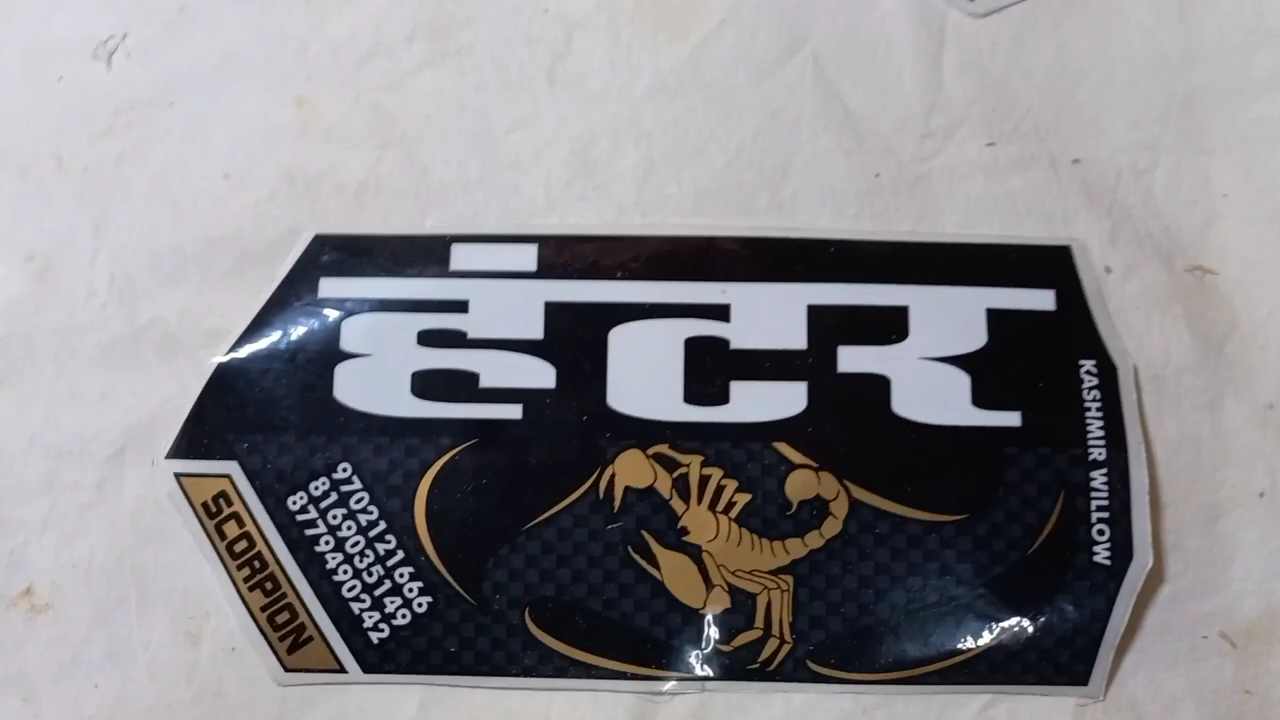 हंटर
KASHMIR WILLOW
SCORPION
9702121666
8169035149
8779490242